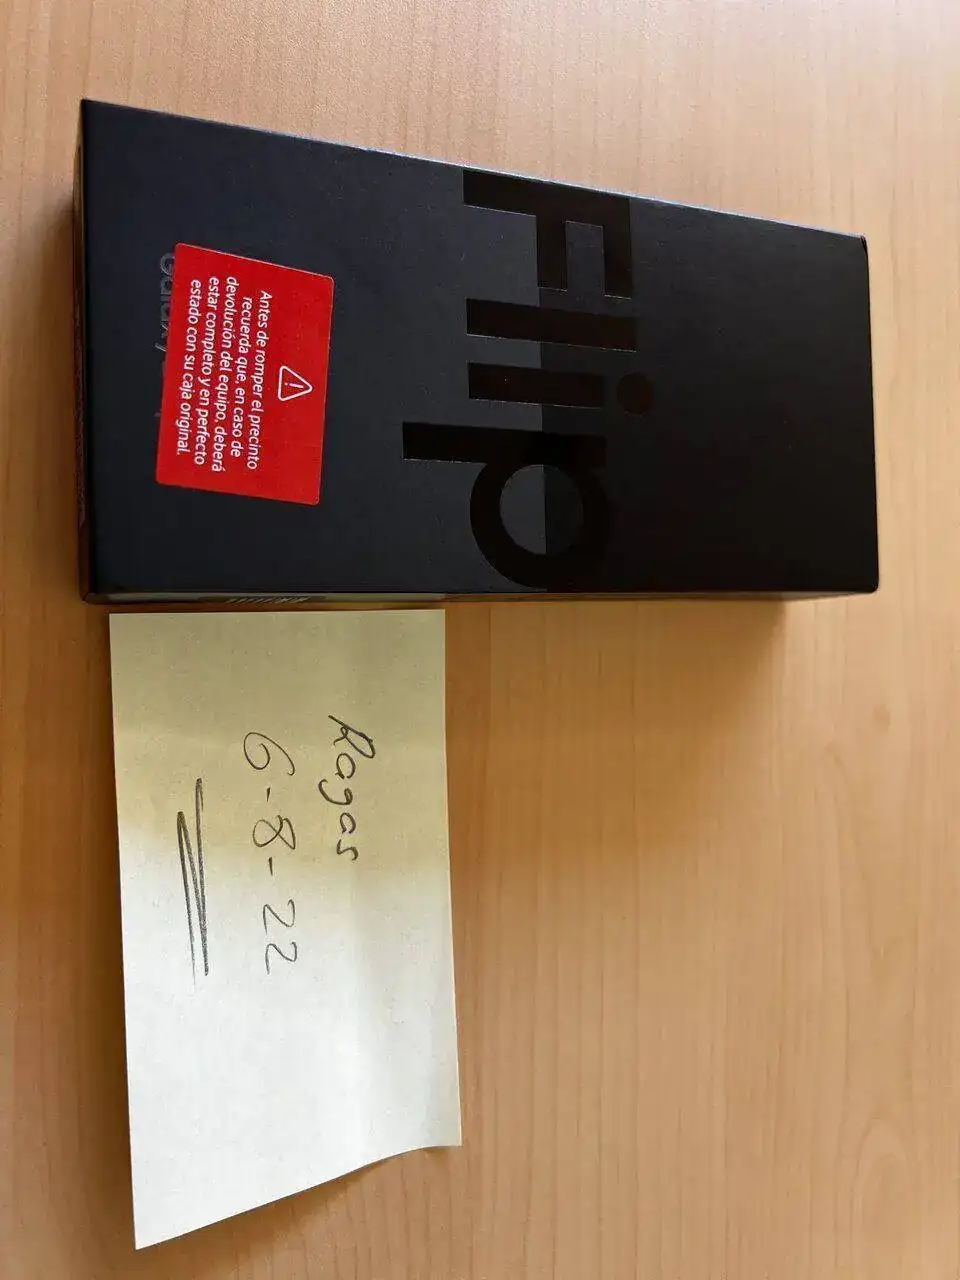 Flip
Antes de romper el precinto
recuerda que, en caso de
devolución del equipo, deberá
estar completo y en perfecto
estado con su caja original.
Ragas
6-8-22